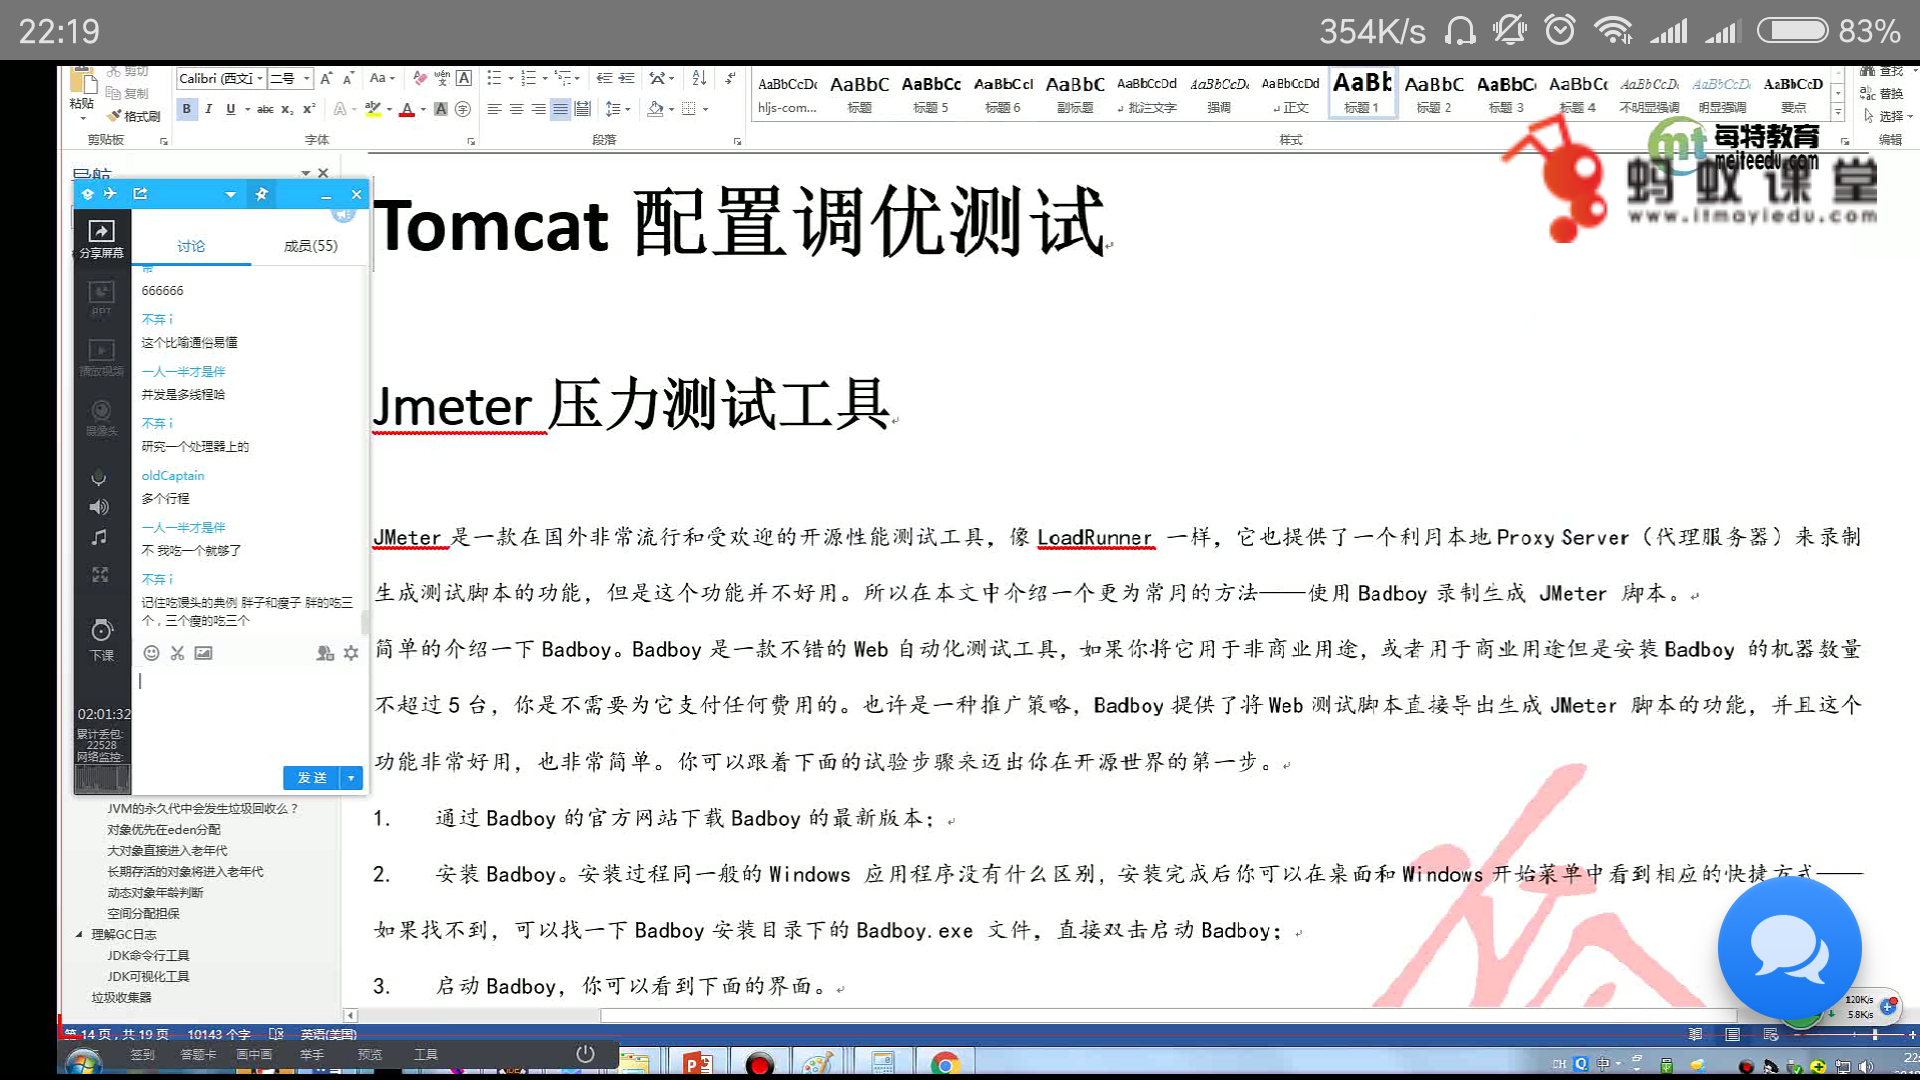 22:19
354K/s
83%
剪切
粘贴
复制
格式刷
剪贴板
Calibri (西文)
二号
字体
段落
AaBbCcDc AaBbC AaBbCc AaBbCcI AaBbC AaBbCcDd AaBbCcDc AaBbCcDd AaBb AaBbC AaBbC AaBbCc AaBbCcDc AaBbCcDc AaBbCcD
hljs-com... 标题 标题 5 标题 6 副标题 批注文字 强调 正文 标题 1 标题 2 标题 3 标题 4 不明显强调 明显强调 要点
样式
查找
替换
选择
编辑
每特教育
meiteedu.com
蚂蚁课堂
www.itmayiedu.com
导航
分享屏幕
讨论
成员(55)
PPT
播放视频
摄像头
666666
不弃 i
这个比喻通俗易懂
一人一半才是伴
并发是多线程哈
不弃 i
研究一个处理器上的
oldCaptain
多个行程
一人一半才是伴
不 我吃一个就够了
不弃 i
记住吃馒头的典例 胖子和瘦子 胖的吃三
个，三个瘦的吃三个
下课
02:01:32
累计丢包:
22528
网络监控:
发送
JVM的永久代中会发生垃圾回收么？
对象优先在eden分配
大对象直接进入老年代
长期存活的对象将进入老年代
动态对象年龄判断
空间分配担保
理解GC日志
JDK命令行工具
JDK可视化工具
垃圾收集器
Tomcat 配置调优测试
Jmeter 压力测试工具
JMeter 是一款在国外非常流行和受欢迎的开源性能测试工具，像 LoadRunner 一样，它也提供了一个利用本地 Proxy Server（代理服务器）来录制
生成测试脚本的功能，但是这个功能并不好用。所以在本文中介绍一个更为常用的方法——使用 Badboy 录制生成 JMeter 脚本。
简单的介绍一下 Badboy。Badboy 是一款不错的 Web 自动化测试工具，如果你将它用于非商业用途，或者用于商业用途但是安装 Badboy 的机器数量
不超过 5 台，你是不需要为它支付任何费用的。也许是一种推广策略，Badboy 提供了将 Web 测试脚本直接导出生成 JMeter 脚本的功能，并且这个
功能非常好用，也非常简单。你可以跟着下面的试验步骤来迈出你在开源世界的第一步。
1. 通过 Badboy 的官方网站下载 Badboy 的最新版本；
2. 安装 Badboy。安装过程同一般的 Windows 应用程序没有什么区别，安装完成后你可以在桌面和 Windows 开始菜单中看到相应的快捷方式——
如果找不到，可以找一下 Badboy 安装目录下的 Badboy.exe 文件，直接双击启动 Badboy；
3. 启动 Badboy，你可以看到下面的界面。
120K/s
5.8K/s
第 14 页，共 19 页
10143 个字
英语(美国)
签到
答题卡
画中画
举手
预览
工具
CH
中